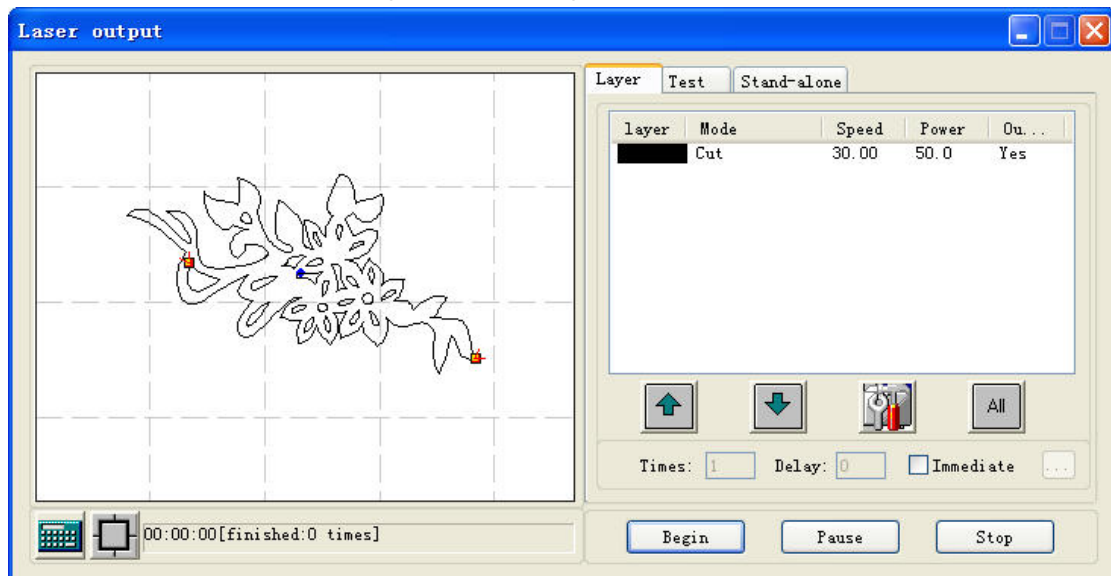 Laser output
Layer Test Stand-alone
layer Mode Speed Power Ou...
Cut 30.00 50.0 Yes
All
Times: 1 Delay: 0 Immediate ...
00:00:00[finished:0 times]
Begin Pause Stop